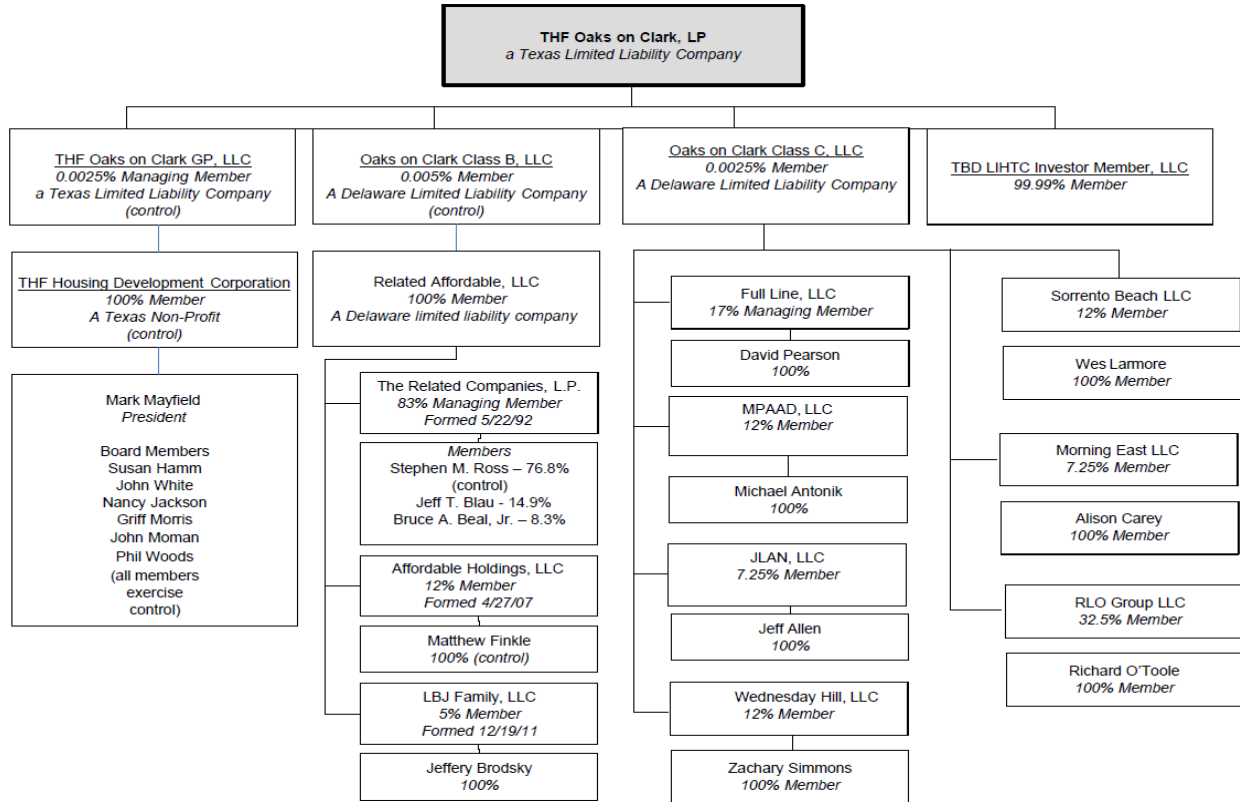 THF Oaks on Clark, LP
a Texas Limited Liability Company
THF Oaks on Clark GP, LLC
0.0025% Managing Member
a Texas Limited Liability Company
(control)
Oaks on Clark Class B, LLC
0.005% Member
A Delaware Limited Liability Company
(control)
Oaks on Clark Class C, LLC
0.0025% Member
A Delaware Limited Liability Company
TBD LIHTC Investor Member, LLC
99.99% Member
THF Housing Development Corporation
100% Member
A Texas Non-Profit
(control)
Mark Mayfield
President
Board Members
Susan Hamm
John White
Nancy Jackson
Griff Morris
John Moman
Phil Woods
(all members
exercise
control)
Related Affordable, LLC
100% Member
A Delaware limited liability company
The Related Companies, L.P.
83% Managing Member
Formed 5/22/92
Members
Stephen M. Ross – 76.8%
(control)
Jeff T. Blau - 14.9%
Bruce A. Beal, Jr. – 8.3%
Affordable Holdings, LLC
12% Member
Formed 4/27/07
Matthew Finkle
100% (control)
LBJ Family, LLC
5% Member
Formed 12/19/11
Jeffery Brodsky
100%
Full Line, LLC
17% Managing Member
David Pearson
100%
MPAAD, LLC
12% Member
Michael Antonik
100%
JLAN, LLC
7.25% Member
Jeff Allen
100%
Wednesday Hill, LLC
12% Member
Zachary Simmons
100% Member
Sorrento Beach LLC
12% Member
Wes Larmore
100% Member
Morning East LLC
7.25% Member
Alison Carey
100% Member
RLO Group LLC
32.5% Member
Richard O'Toole
100% Member